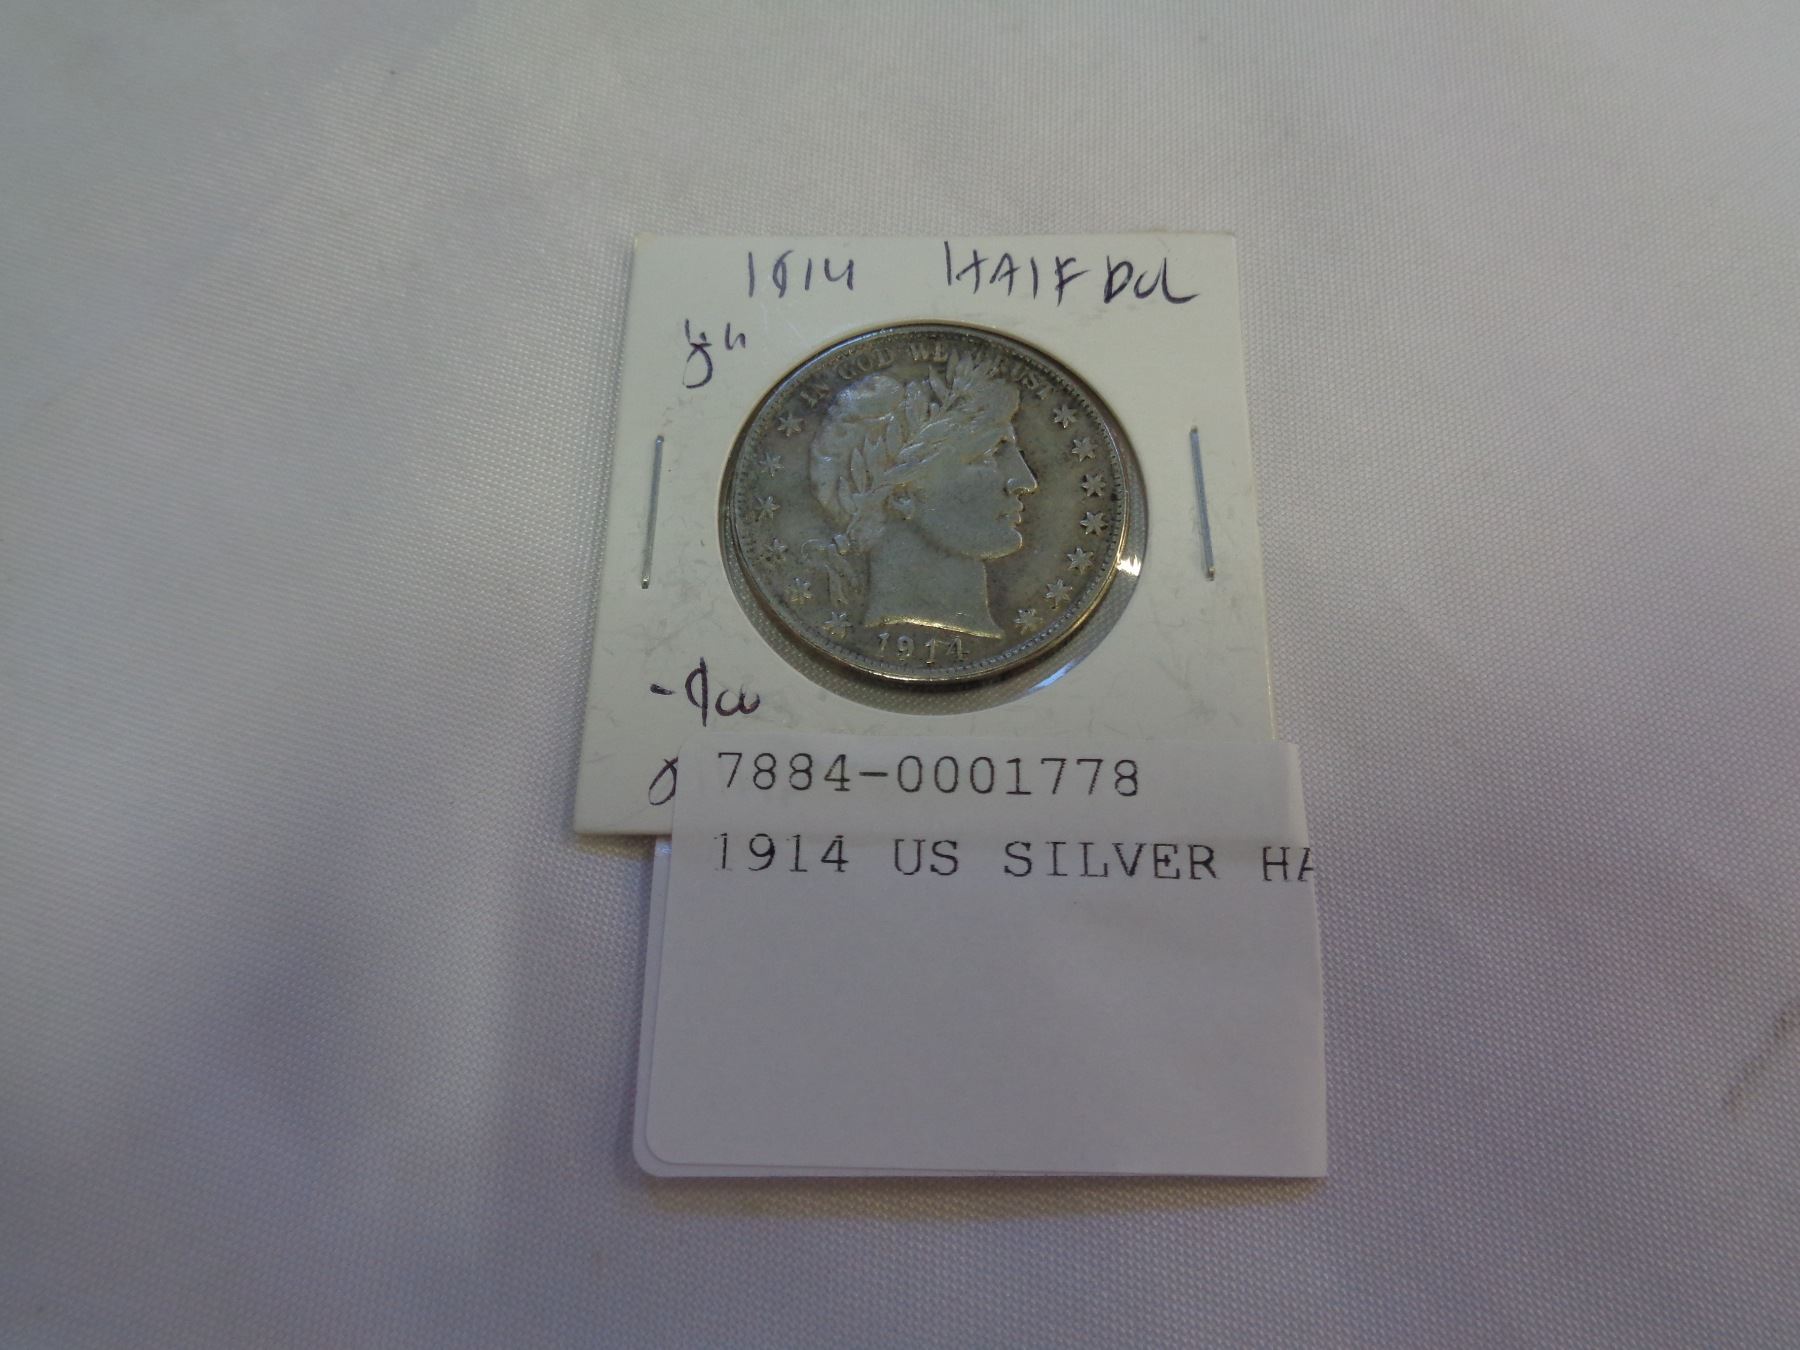 1914 HALF Dol
IN GOD WE TRUST
1914
7884-0001778
1914 US SILVER HA